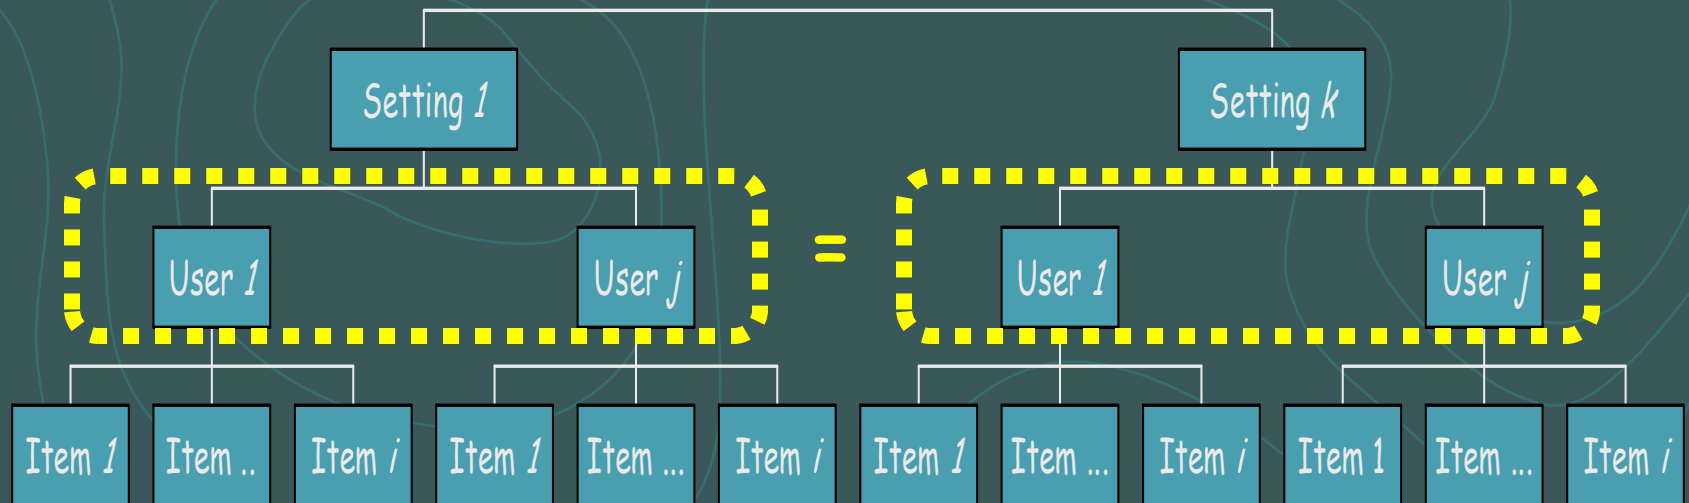 Setting 1
Setting k
User 1
User j
=
User 1
User j
Item 1
Item ..
Item i
Item 1
Item ...
Item i
Item 1
Item ...
Item i
Item 1
Item ...
Item i